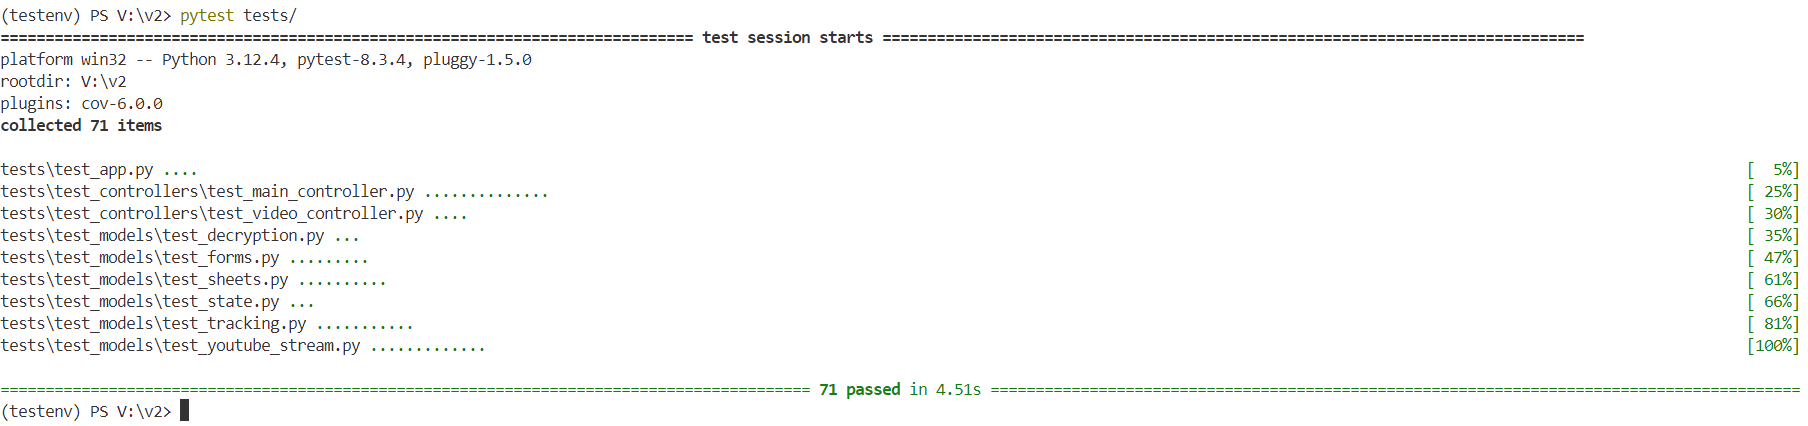 (testenv) PS V:\v2> pytest tests/
============================================================================= test session starts ==============================================================================
platform win32 -- Python 3.12.4, pytest-8.3.4, pluggy-1.5.0
rootdir: V:\v2
plugins: cov-6.0.0
collected 71 items
tests\test_app.py .... [  5%]
tests\test_controllers\test_main_controller.py .............. [ 25%]
tests\test_controllers\test_video_controller.py .... [ 30%]
tests\test_models\test_decryption.py ... [ 35%]
tests\test_models\test_forms.py ......... [ 47%]
tests\test_models\test_sheets.py .......... [ 61%]
tests\test_models\test_state.py ... [ 66%]
tests\test_models\test_tracking.py ........... [ 81%]
tests\test_models\test_youtube_stream.py ............. [100%]
========================================================================================== 71 passed in 4.51s ==========================================================================================
(testenv) PS V:\v2>